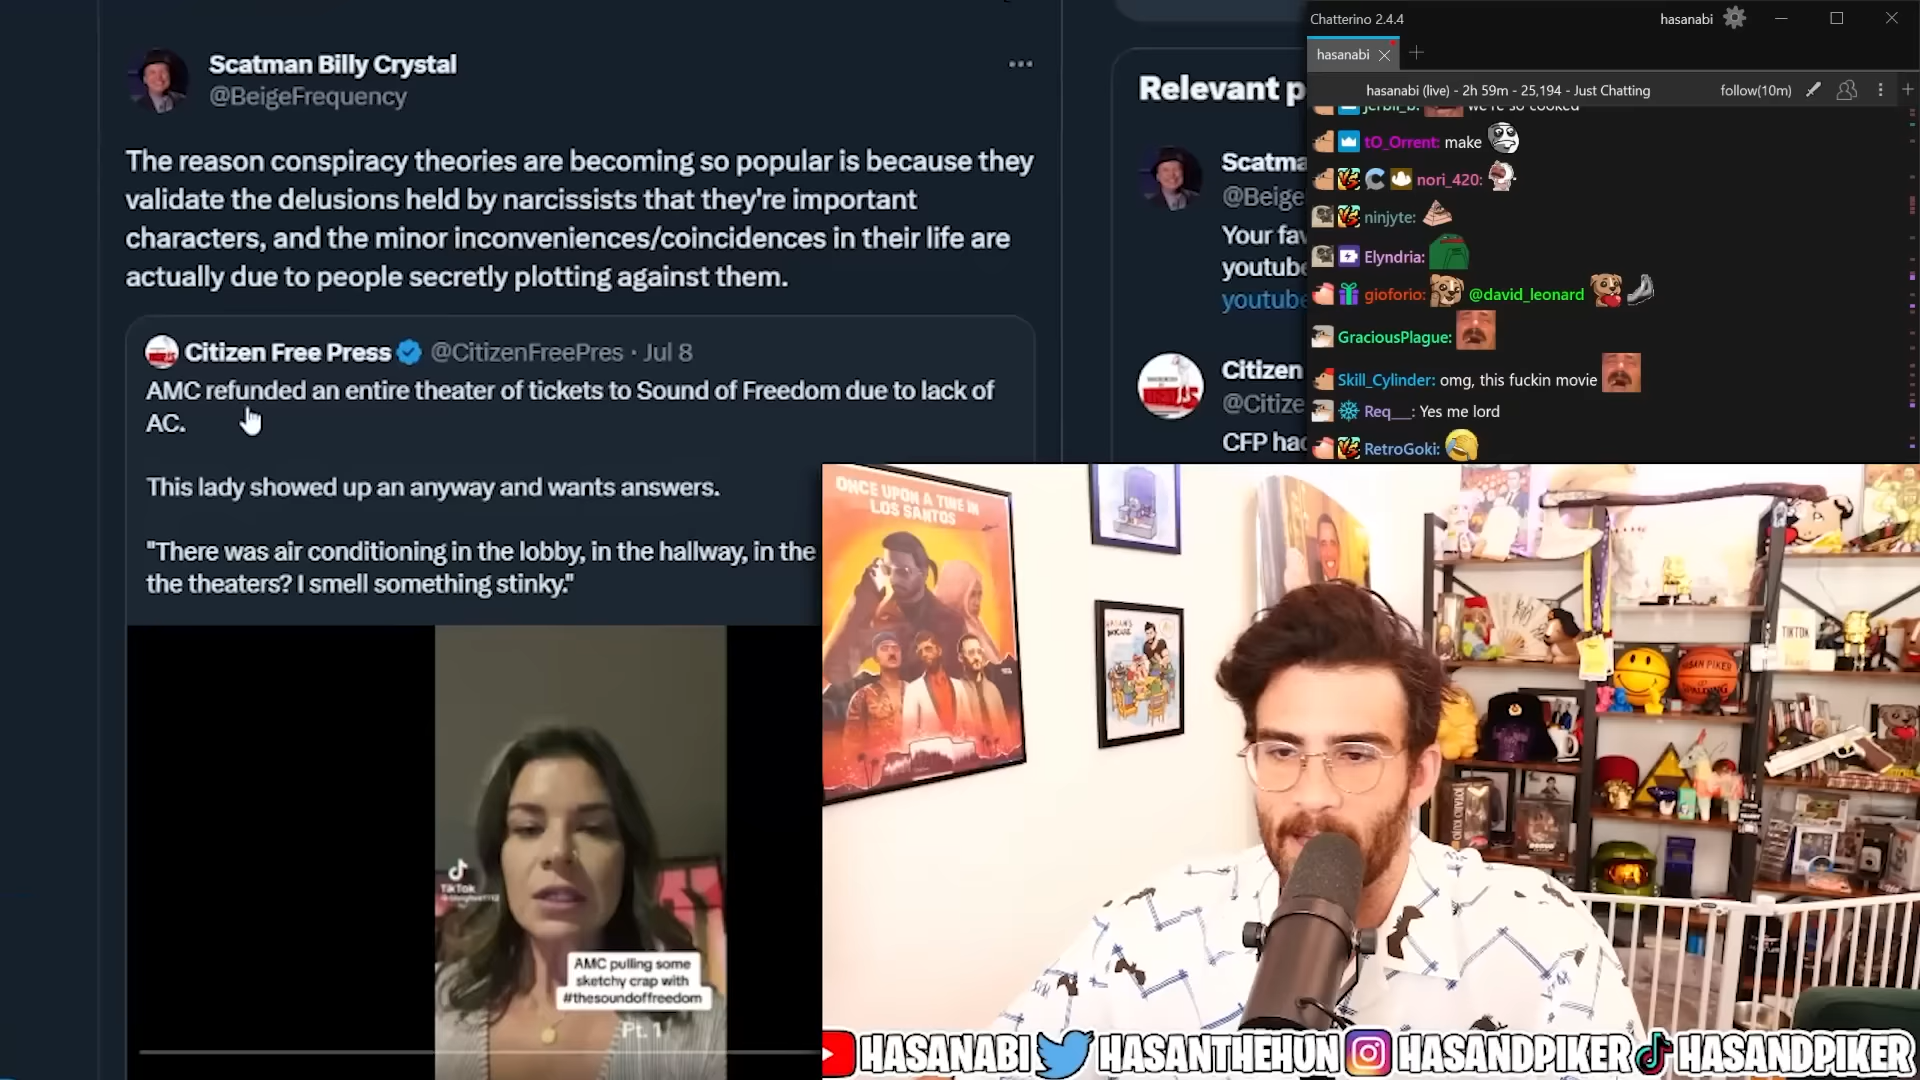 Scatman Billy Crystal
@BeigeFrequency
The reason conspiracy theories are becoming so popular is because they
validate the delusions held by narcissists that they're important
characters, and the minor inconveniences/coincidences in their life are
actually due to people secretly plotting against them.
Citizen Free Press @CitizenFreePres · Jul 8
AMC refunded an entire theater of tickets to Sound of Freedom due to lack of
AC.
This lady showed up an anyway and wants answers.
"There was air conditioning in the lobby, in the hallway, in the
the theaters? I smell something stinky."
TikTok
AMC pulling some
sketchy crap with
#thesoundoffreedom
Pt. 1
Relevant p
Scatma
@Beige
Your fav
youtube
youtube
Citizen
@Citize
CFP had
Chatterino 2.4.4
hasanabi
hasanabi
hasanabi (live) - 2h 59m - 25,194 - Just Chatting
follow(10m)
jerbli_b: we're so cooked
tO_Orrent: make
nori_420:
ninjyte:
Elyndria:
gioforio: @david_leonard
GraciousPlague:
Skill_Cylinder: omg, this fuckin movie
Req__: Yes me lord
RetroGoki:
ONCE UPON A TIME IN
LOS SANTOS
TIKTOK
HASAN PIKER
SPALDING
HASANABI HASANTHEHUN HASANDPIKER HASANDPIKER